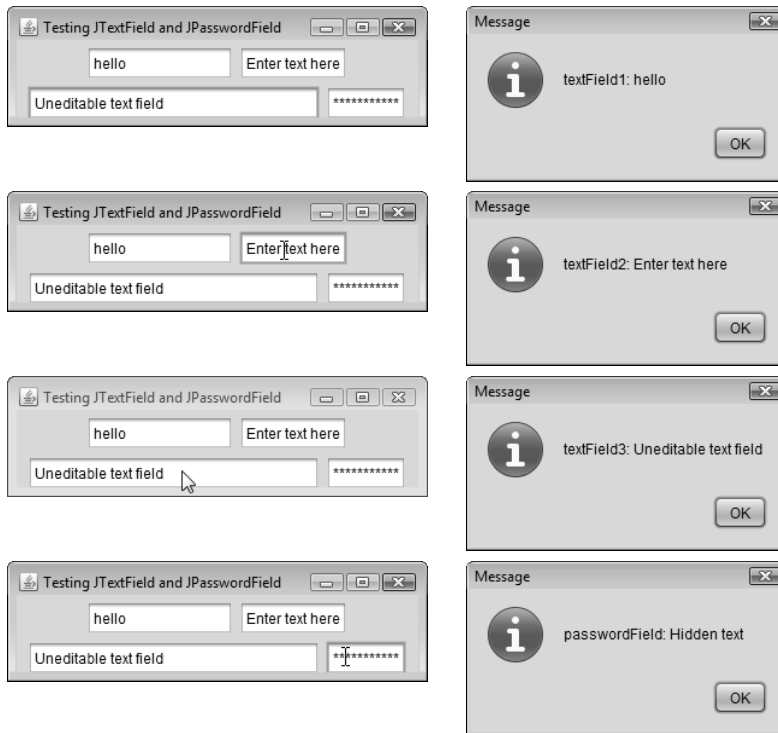 Testing JTextField and JPasswordField
hello Enter text here
Uneditable text field ***********
Message
textField1: hello
OK
Testing JTextField and JPasswordField
hello Enter text here
Uneditable text field ***********
Message
textField2: Enter text here
OK
Testing JTextField and JPasswordField
hello Enter text here
Uneditable text field ***********
Message
textField3: Uneditable text field
OK
Testing JTextField and JPasswordField
hello Enter text here
Uneditable text field ***********
Message
passwordField: Hidden text
OK